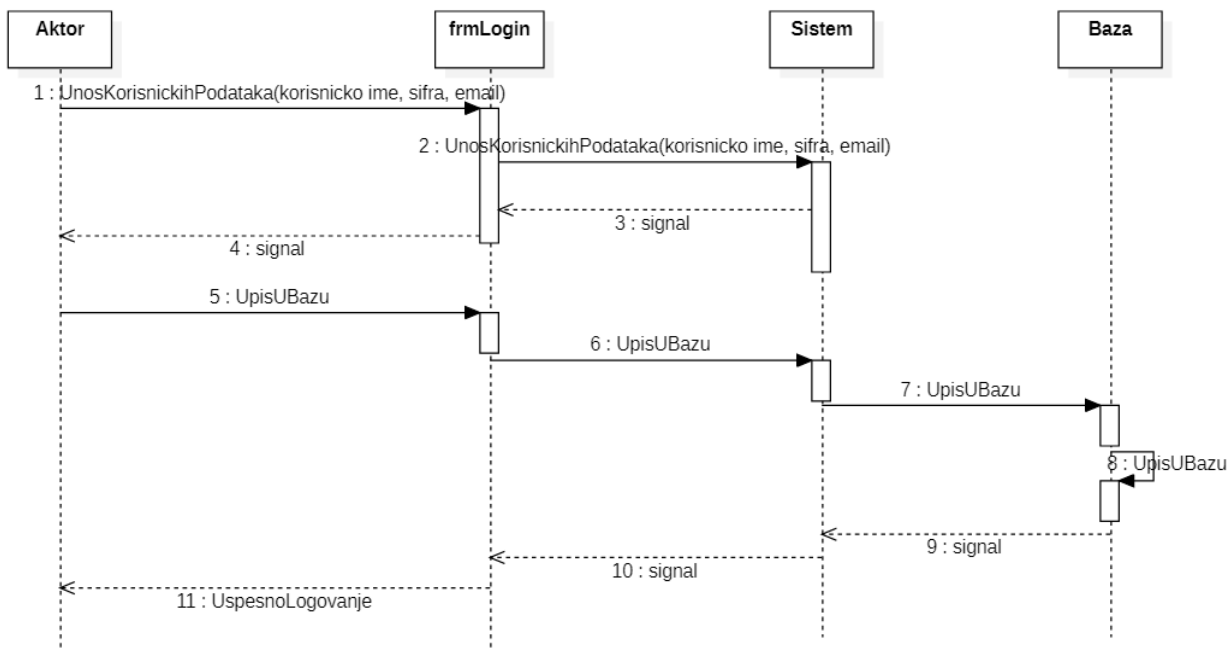 Aktor
frmLogin
Sistem
Baza
1 : UnosKorisnickihPodataka(korisnicko ime, sifra, email)
2 : UnosKorisnickihPodataka(korisnicko ime, sifra, email)
3 : signal
4 : signal
5 : UpisUBazu
6 : UpisUBazu
7 : UpisUBazu
8 : UpisUBazu
9 : signal
10 : signal
11 : UspesnoLogovanje